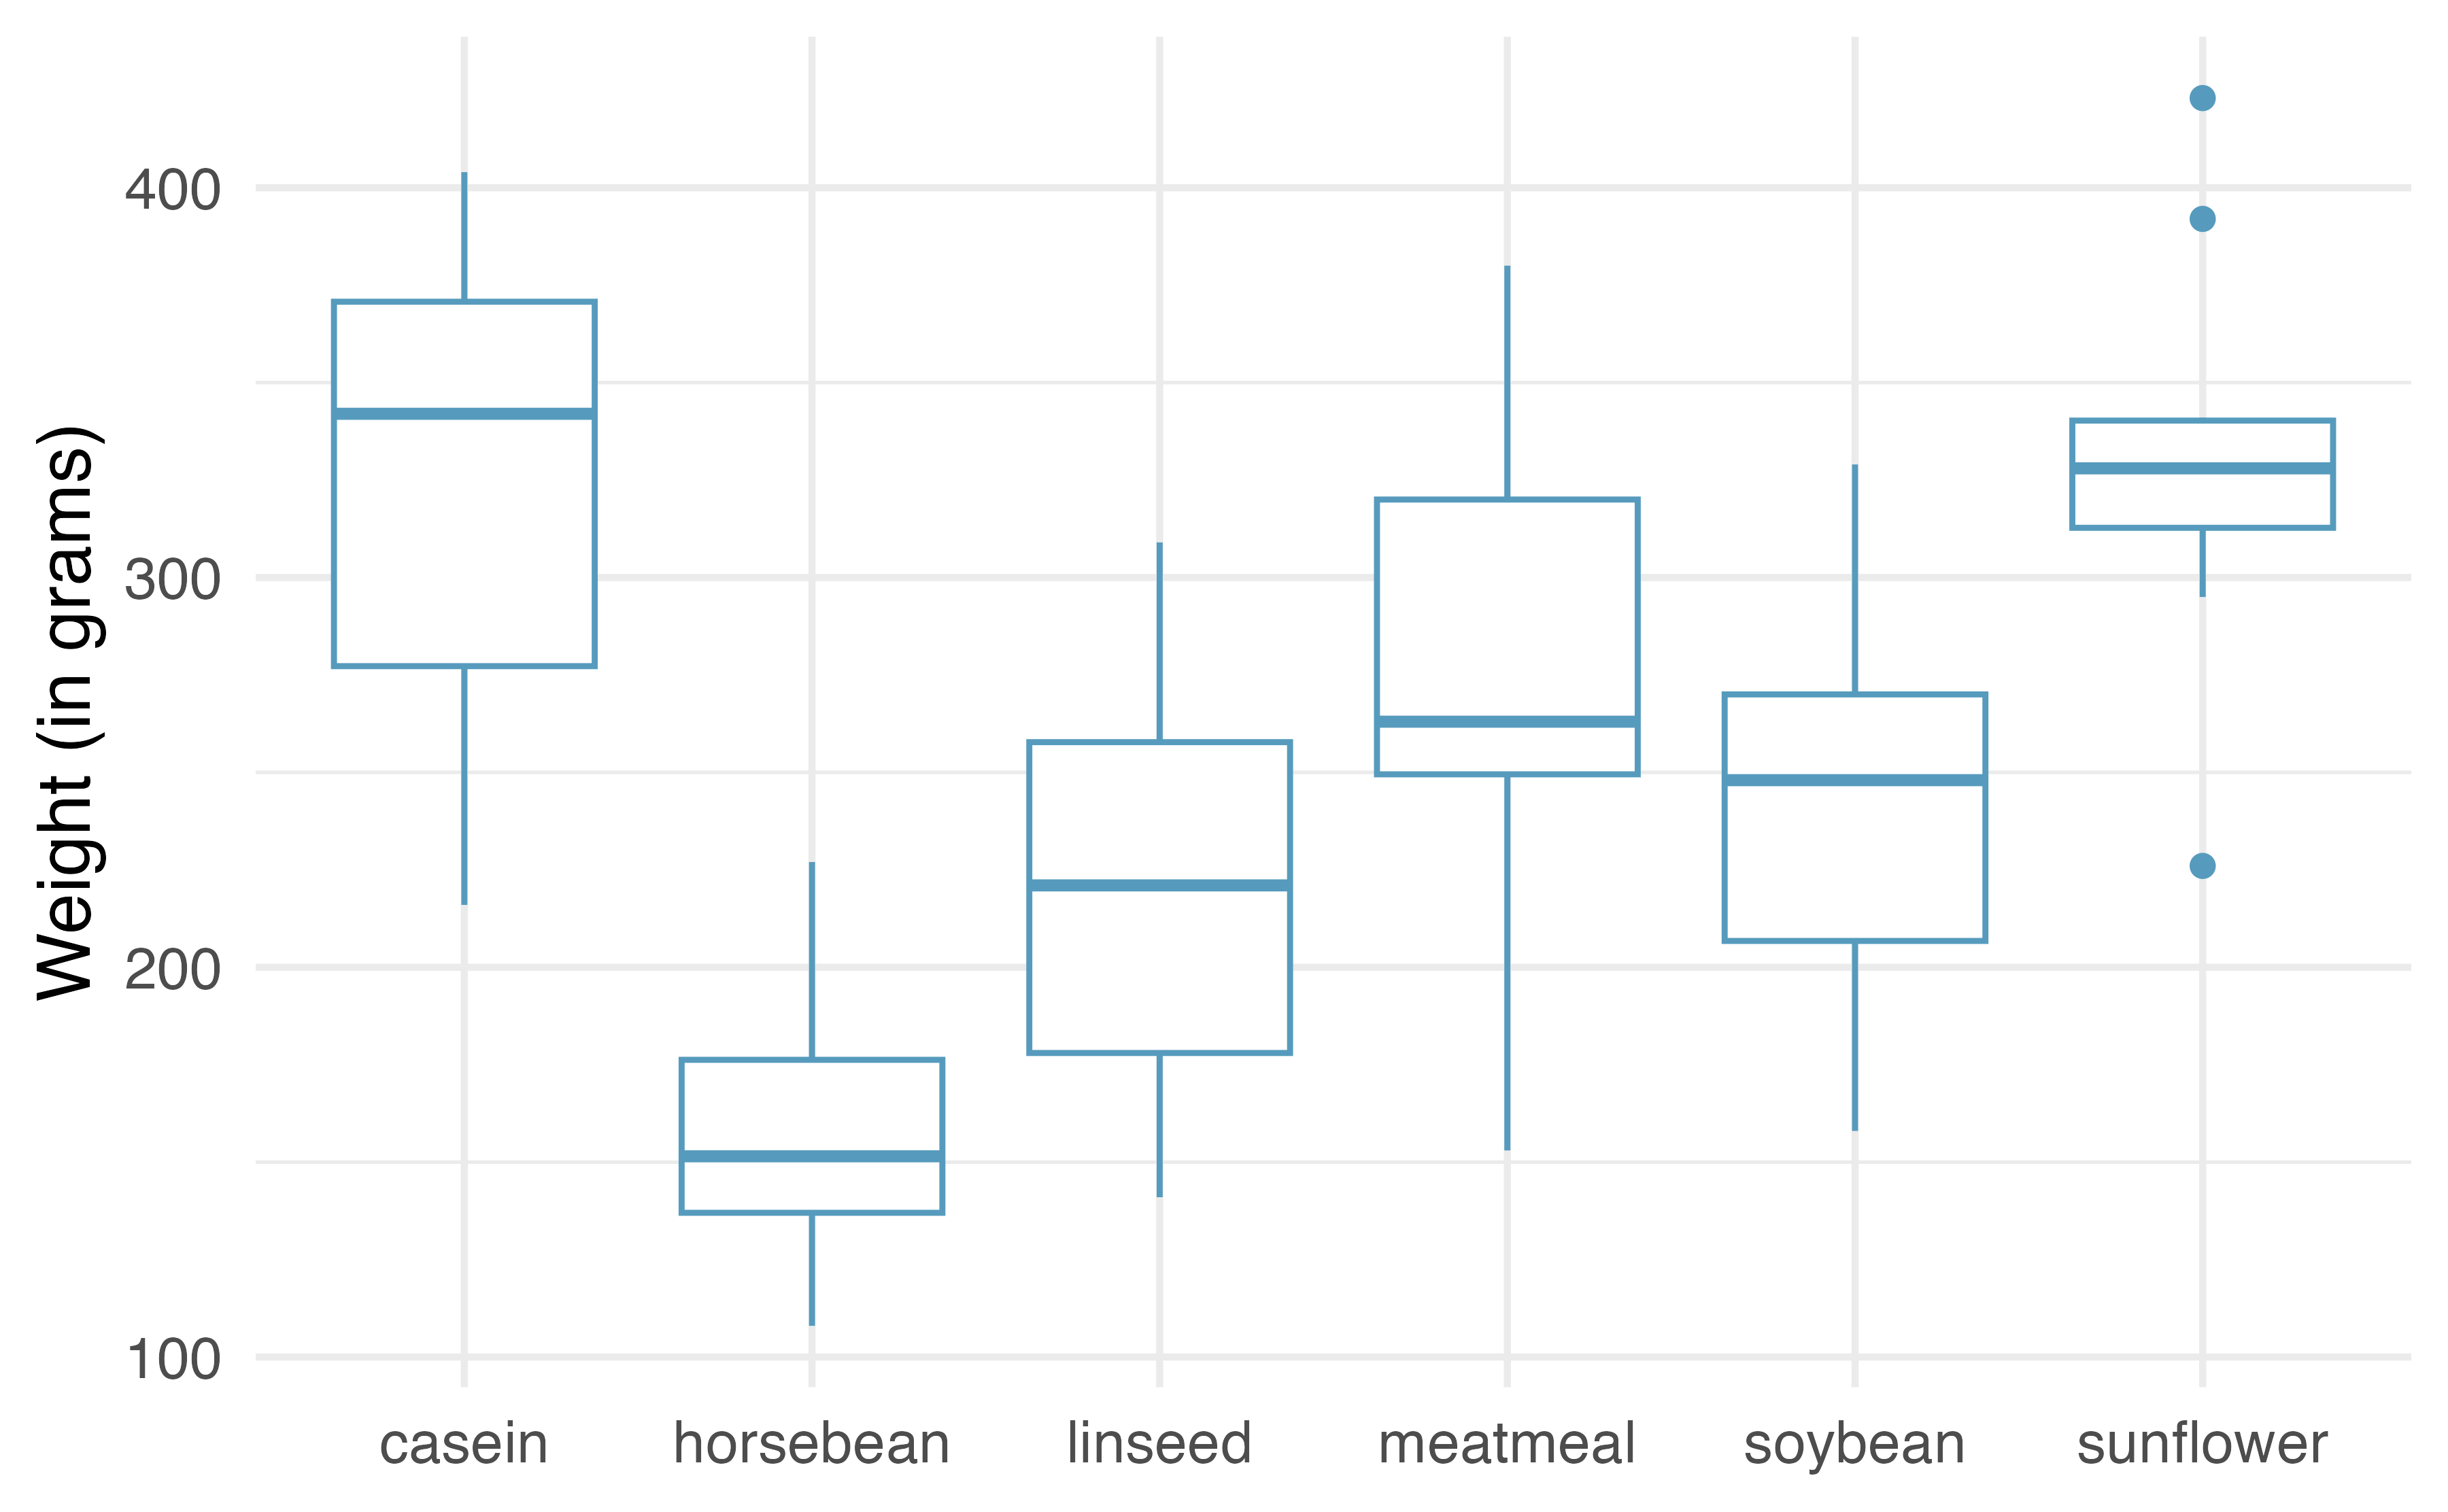 Weight (in grams)
400
300
200
100
casein
horsebean
linseed
meatmeal
soybean
sunflower